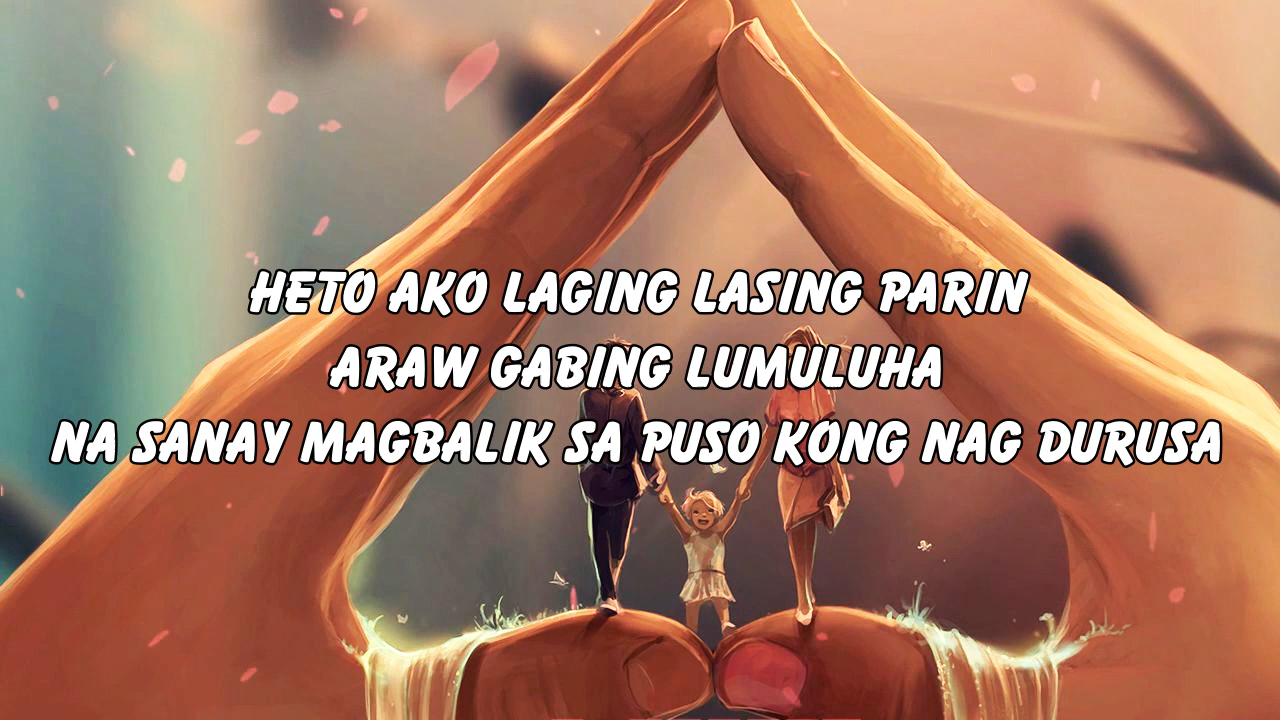 HETO AKO LAGING LASING PARIN
ARAW GABING LUMULUHA
NA SANAY MAGBALIK SA PUSO KONG NAG DURUSA